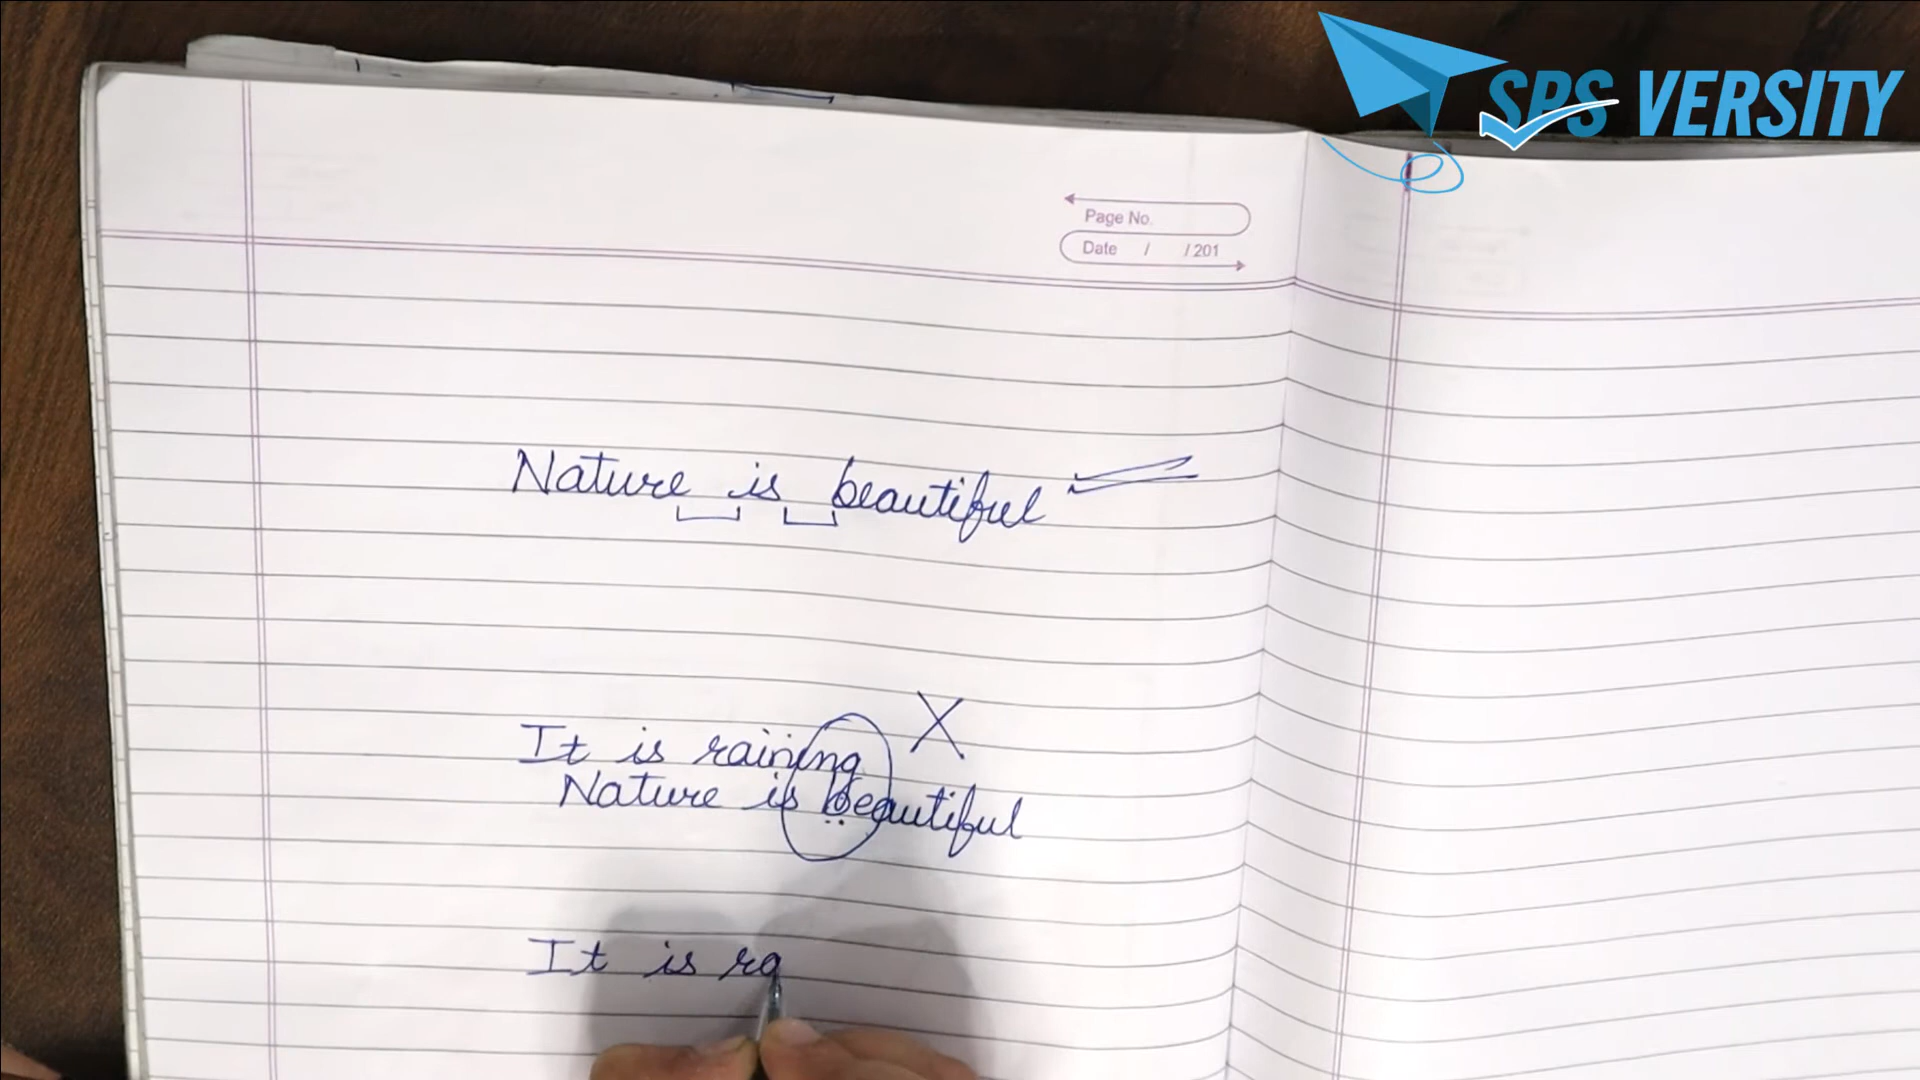 SPS VERSITY
Page No.
Date / / 201
Nature is beautiful
It is raining
Nature is beautiful
It is ra